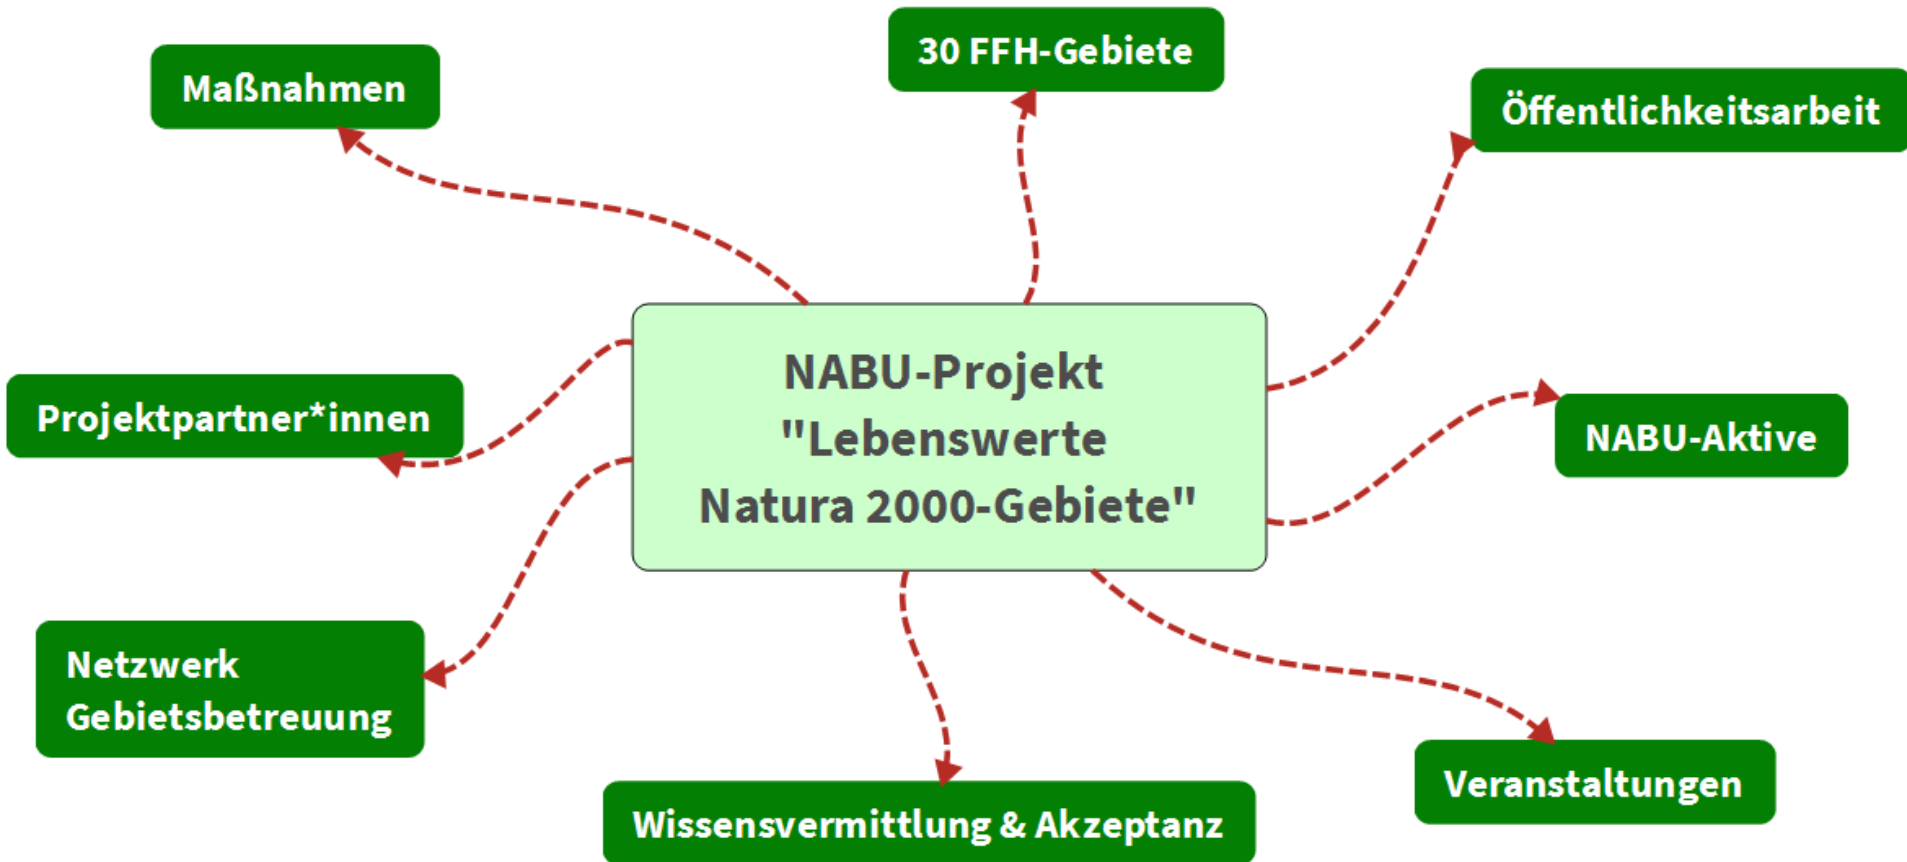 30 FFH-Gebiete
Maßnahmen
Öffentlichkeitsarbeit
NABU-Projekt
"Lebenswerte
Natura 2000-Gebiete"
Projektpartner*innen
NABU-Aktive
Netzwerk
Gebietsbetreuung
Veranstaltungen
Wissensvermittlung & Akzeptanz